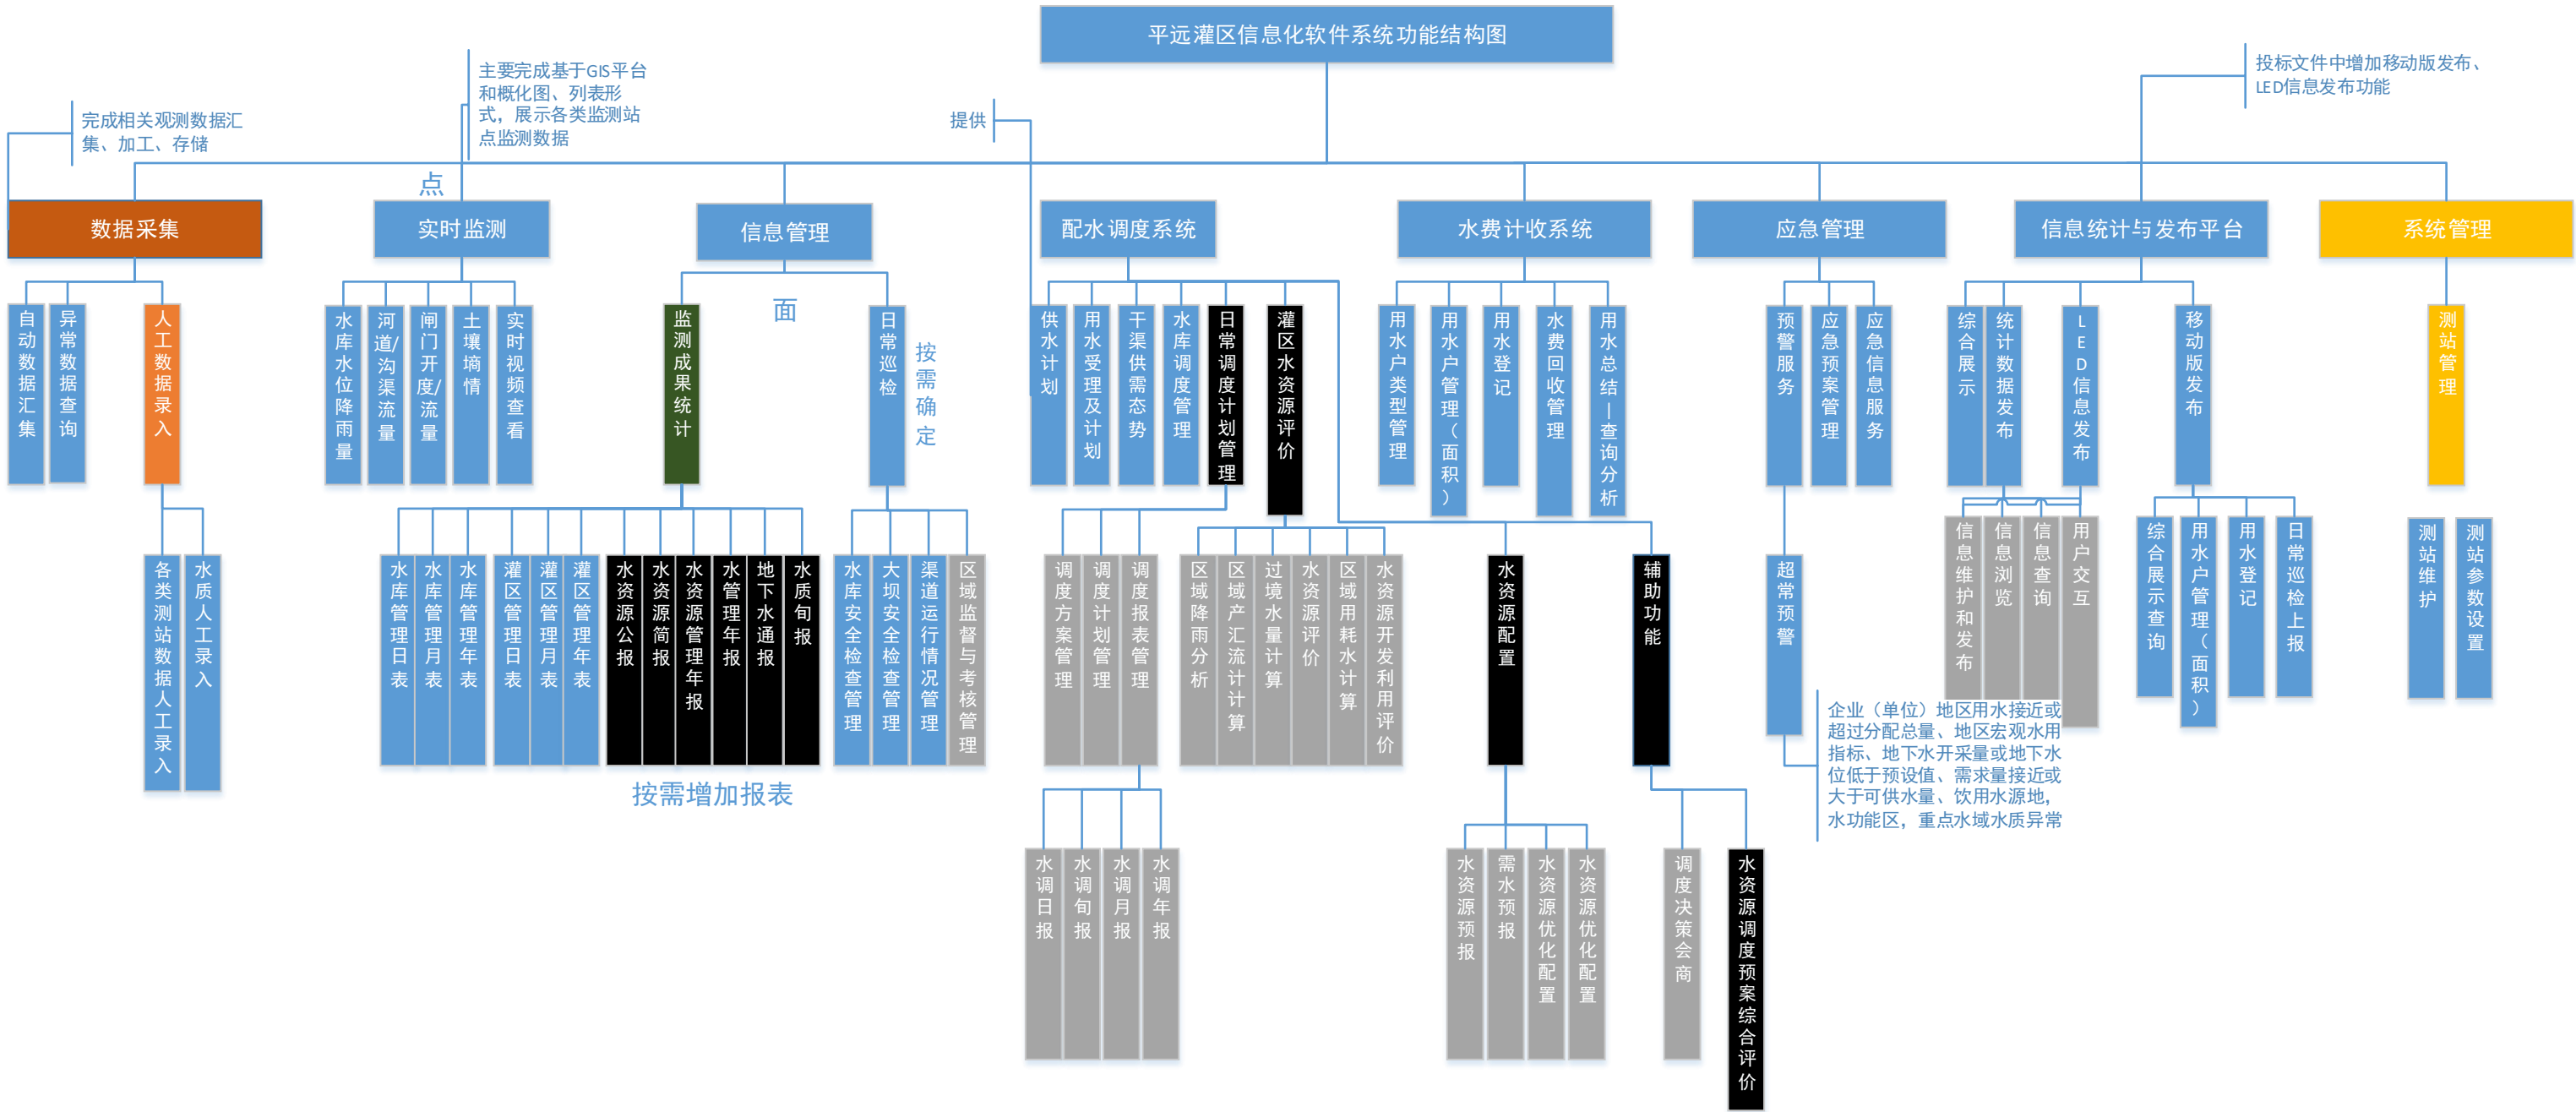 平远灌区信息化软件系统功能结构图
完成相关观测数据汇
集、加工、存储
主要完成基于GIS平台
和概化图、列表形
式，展示各类监测站
点监测数据
提供
投标文件中增加移动版发布、
LED信息发布功能
点
数据采集
实时监测
信息管理
配水调度系统
水费计收系统
应急管理
信息统计与发布平台
系统管理
面
自动数据汇集
异常数据查询
人工数据录入
水库水位降雨量
河道/沟渠流量
闸门开度/流量
土壤墒情
实时视频查看
监测成果统计
日常巡检
按需确定
供水计划
用水受理及计划
干渠供需态势
水库调度管理
日常调度计划管理
灌区水资源评价
用水户类型管理
用水户管理（面积）
用水登记
水费回收管理
用水总结—查询分析
预警服务
应急预案管理
应急信息服务
综合展示
统计数据发布
LED信息发布
移动版发布
测站管理
各类测站数据人工录入
水质人工录入
水库管理日表
水库管理月表
水库管理年表
灌区管理日表
灌区管理月表
灌区管理年表
水资源公报
水资源简报
水资源管理年报
水管理年报
地下水通报
水质旬报
水库安全检查管理
大坝安全检查管理
渠道运行情况管理
区域监督与考核管理
调度方案管理
调度计划管理
调度报表管理
区域降雨分析
区域产汇流计计算
过境水量计算
水资源评价
区域用耗水计算
水资源开发利用评价
水资源配置
辅助功能
超常预警
信息维护和发布
信息浏览
信息查询
用户交互
综合展示查询
用水户管理（面积）
用水登记
日常巡检上报
测站维护
测站参数设置
按需增加报表
企业（单位）地区用水接近或
超过分配总量、地区宏观水用
指标、地下水开采量或地下水
位低于预设值、需求量接近或
大于可供水量、饮用水源地，
水功能区，重点水域水质异常
水调日报
水调旬报
水调月报
水调年报
水资源预报
需水预报
水资源优化配置
水资源优化配置
调度决策会商
水资源调度预案综合评价